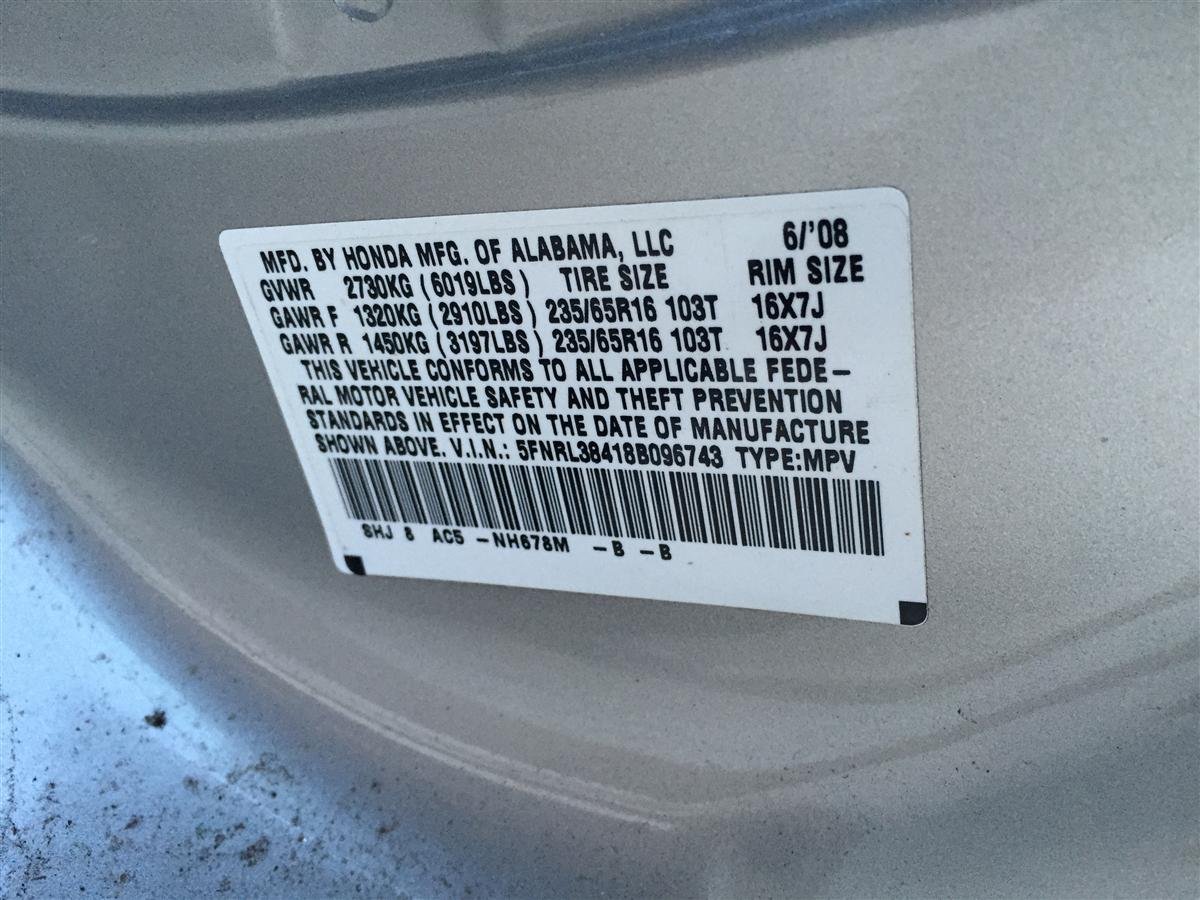 MFD. BY HONDA MFG. OF ALABAMA, LLC 6/'08
GVWR 2730KG (6019LBS) TIRE SIZE RIM SIZE
GAWR F 1320KG (2910LBS) 235/65R16 103T 16X7J
GAWR R 1450KG (3197LBS) 235/65R16 103T 16X7J
THIS VEHICLE CONFORMS TO ALL APPLICABLE FEDE-
RAL MOTOR VEHICLE SAFETY AND THEFT PREVENTION
STANDARDS IN EFFECT ON THE DATE OF MANUFACTURE
SHOWN ABOVE. V.I.N.: 5FNRL38418B096743 TYPE:MPV
SHJ 8 AC5 -NH678M -B -B